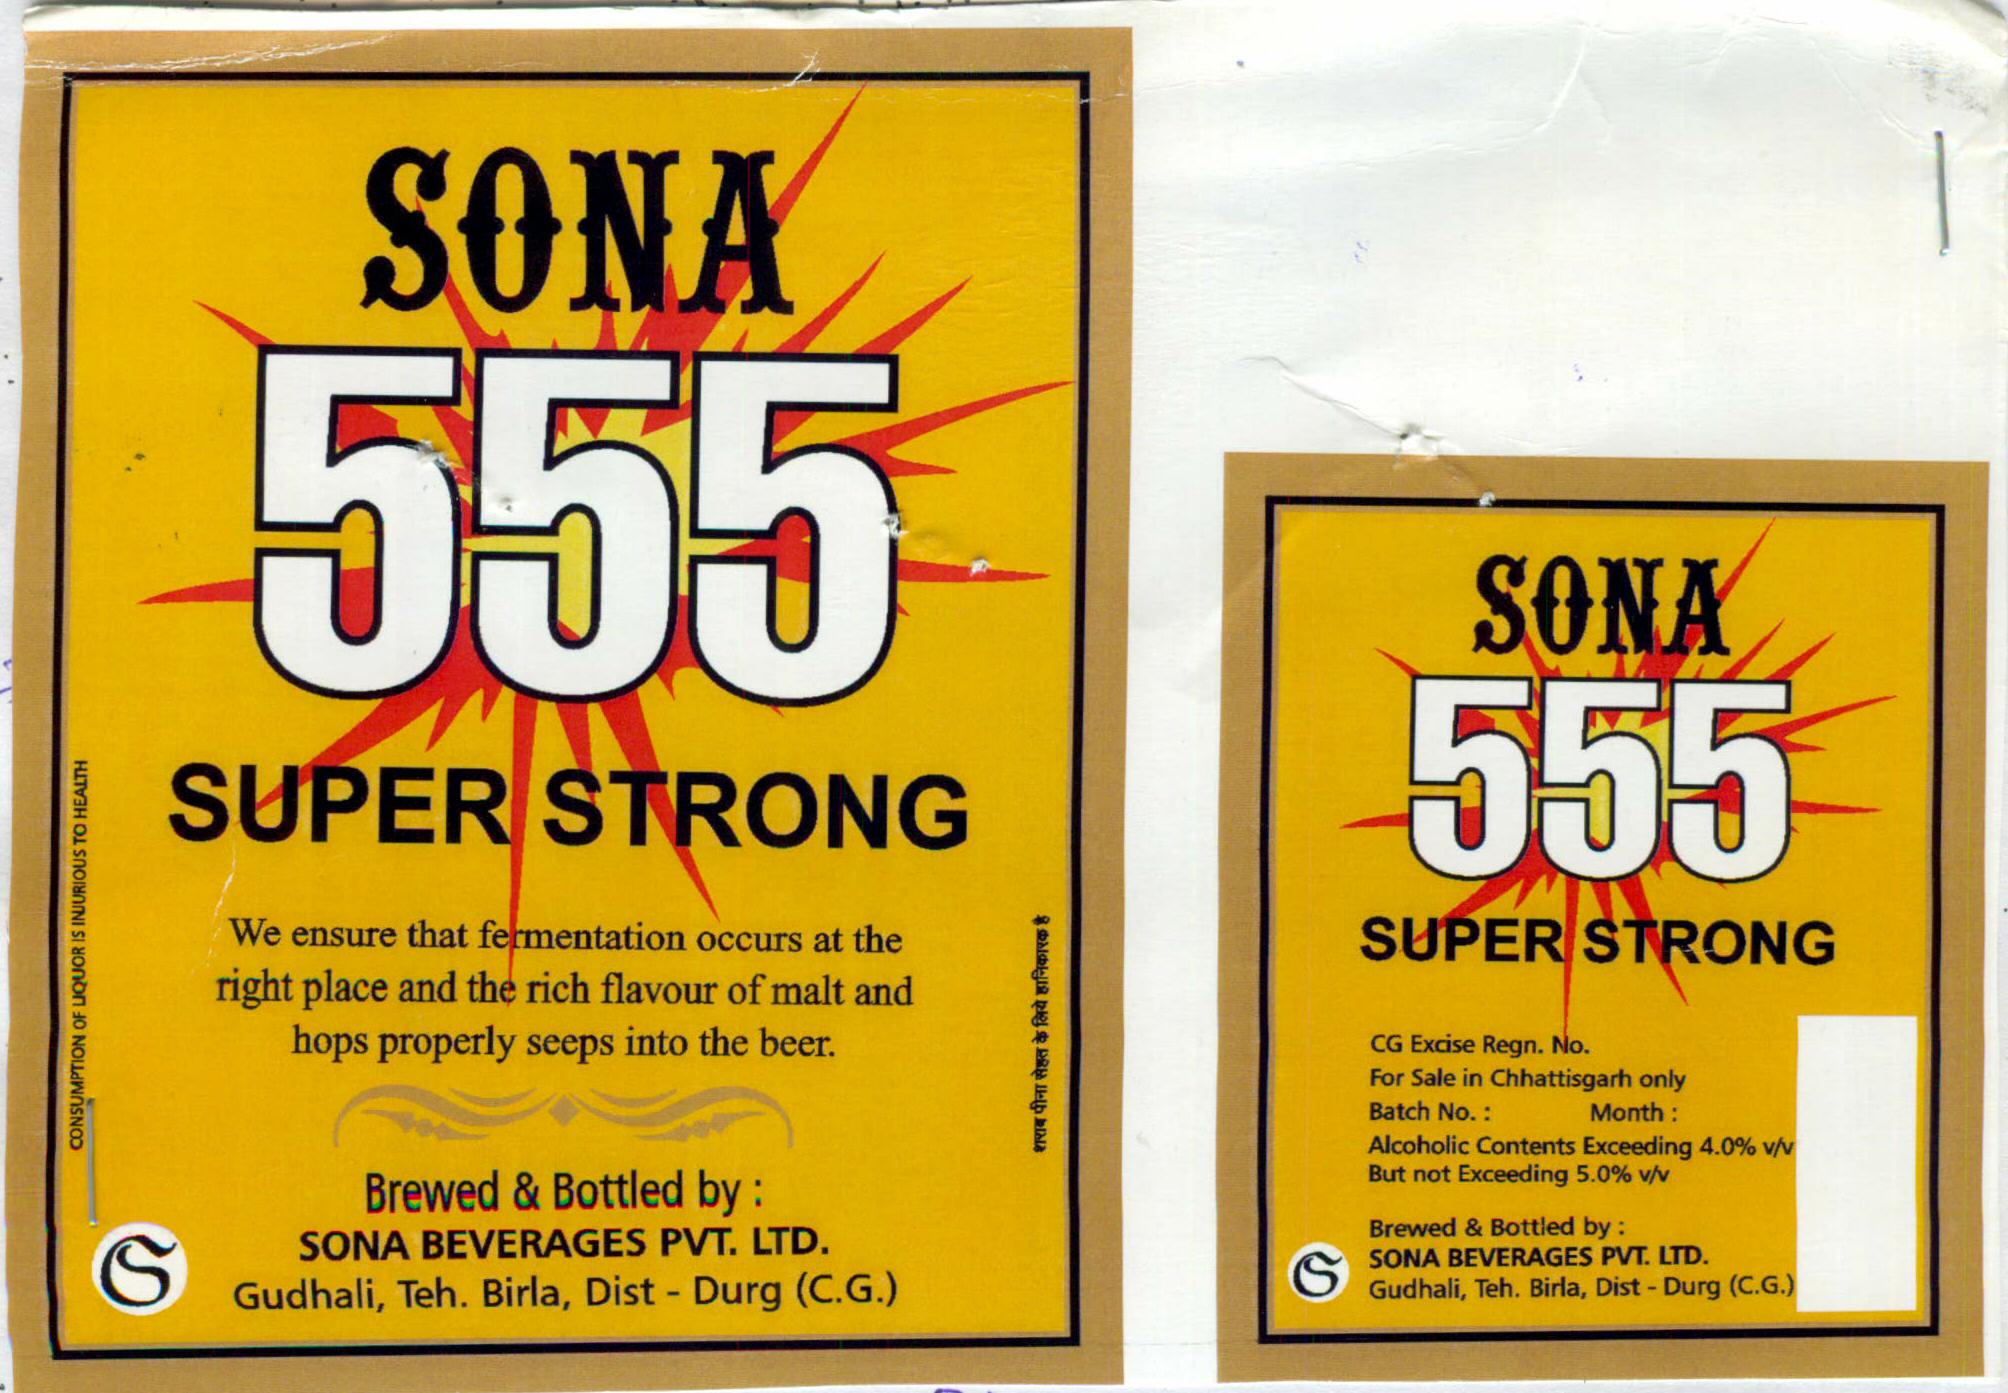 SONA
555
SUPER STRONG
We ensure that fermentation occurs at the
right place and the rich flavour of malt and
hops properly seeps into the beer.
Brewed & Bottled by :
SONA BEVERAGES PVT. LTD.
Gudhali, Teh. Birla, Dist - Durg (C.G.)
S
CONSUMPTION OF LIQUOR IS INJURIOUS TO HEALTH
शराब पीना सेहत के लिये हानिकारक है
SONA
555
SUPER STRONG
CG Excise Regn. No.
For Sale in Chhattisgarh only
Batch No. : Month :
Alcoholic Contents Exceeding 4.0% v/v
But not Exceeding 5.0% v/v
Brewed & Bottled by :
SONA BEVERAGES PVT. LTD.
Gudhali, Teh. Birla, Dist - Durg (C.G.)
S